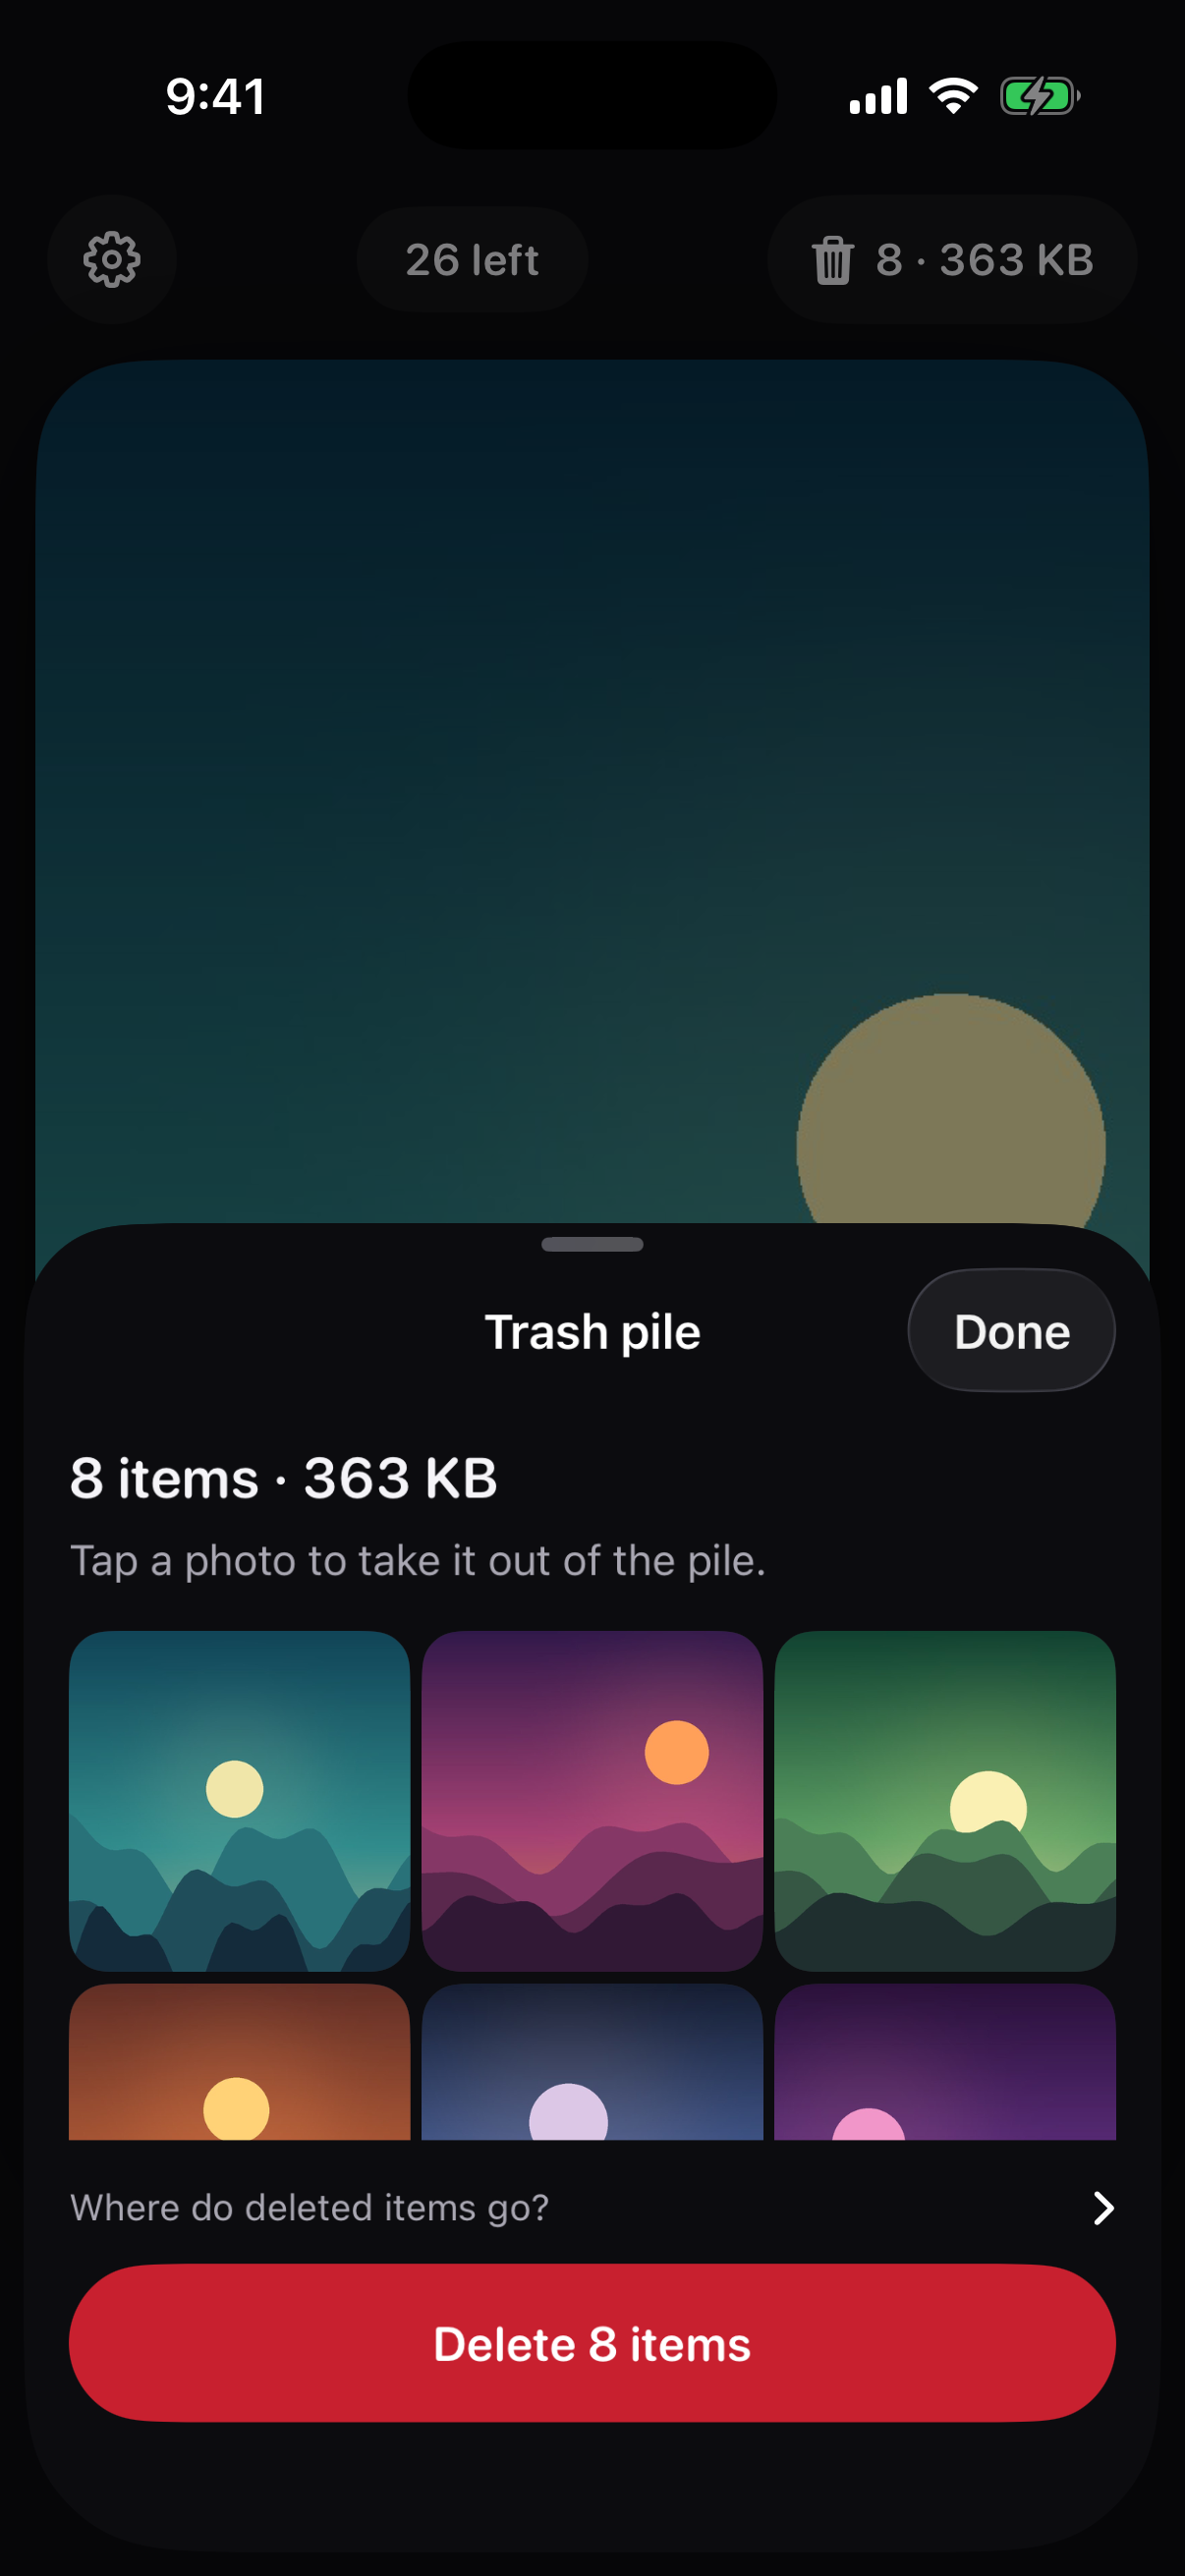 9:41
26 left
8 · 363 KB
Trash pile
Done
8 items · 363 KB
Tap a photo to take it out of the pile.
Where do deleted items go?
Delete 8 items